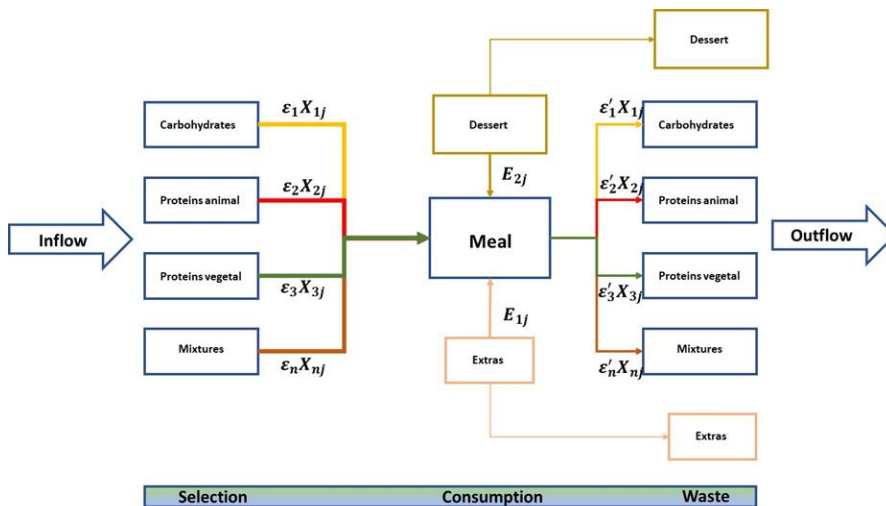 Dessert
ε₁X₁ⱼ
Carbohydrates
Dessert
ε′₁X₁ⱼ
Carbohydrates
ε₂X₂ⱼ
Proteins animal
E₂ⱼ
ε′₂X₂ⱼ
Proteins animal
Inflow
Meal
Outflow
Proteins vegetal
ε₃X₃ⱼ
Proteins vegetal
ε′₃X₃ⱼ
E₁ⱼ
Mixtures
εₙXₙⱼ
Extras
Mixtures
ε′ₙXₙⱼ
Extras
Selection
Consumption
Waste